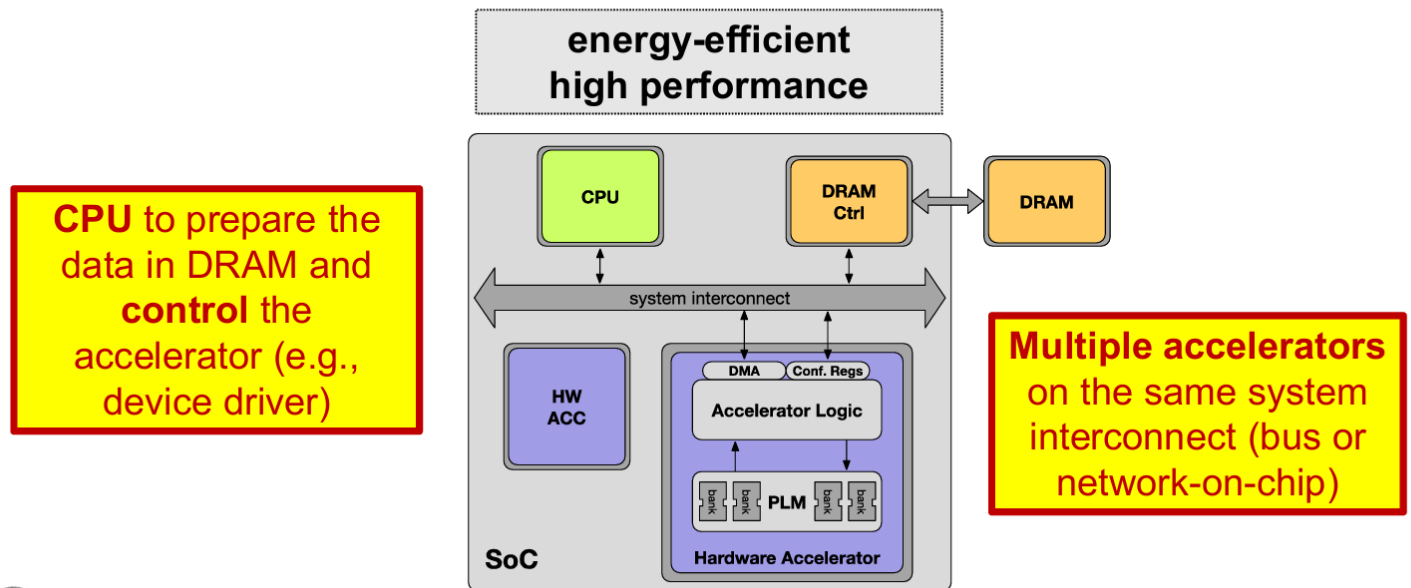 energy-efficient
high performance
CPU to prepare the
data in DRAM and
control the
accelerator (e.g.,
device driver)
CPU
DRAM
Ctrl
DRAM
system interconnect
HW
ACC
DMA
Conf. Regs
Accelerator Logic
bank
bank
PLM
bank
bank
Hardware Accelerator
SoC
Multiple accelerators
on the same system
interconnect (bus or
network-on-chip)